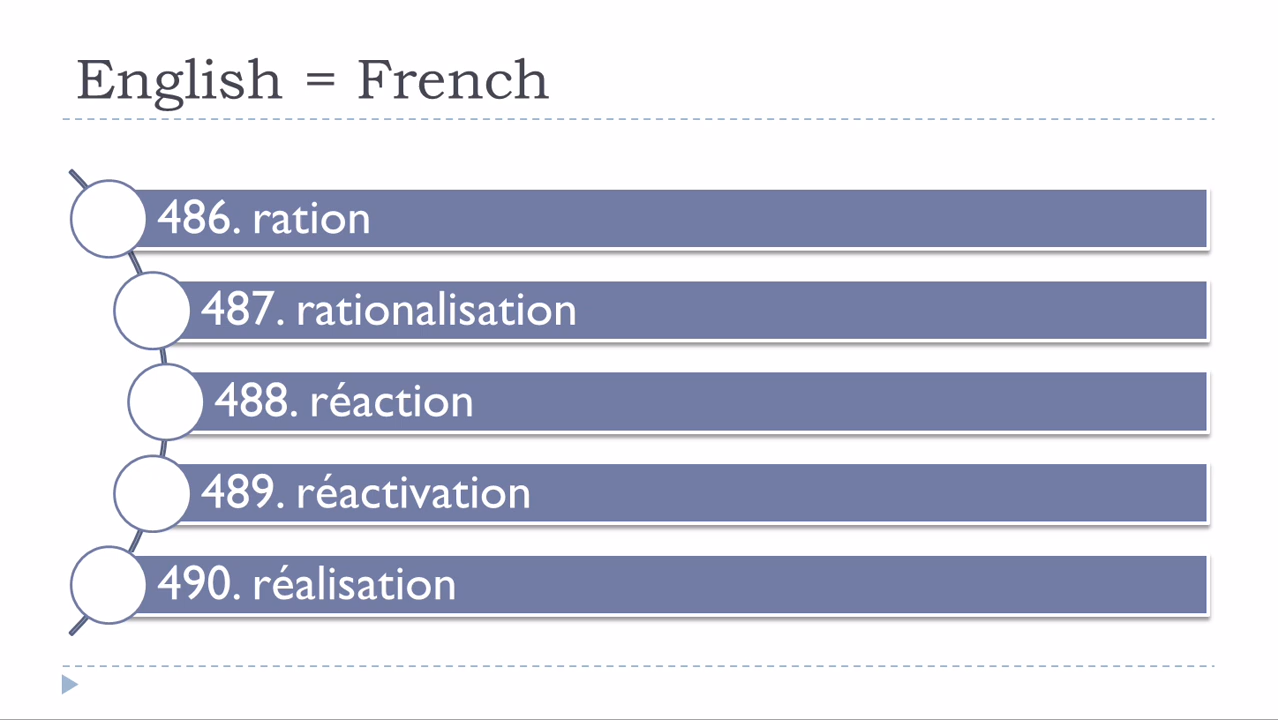 English = French
486. ration
487. rationalisation
488. réaction
489. réactivation
490. réalisation